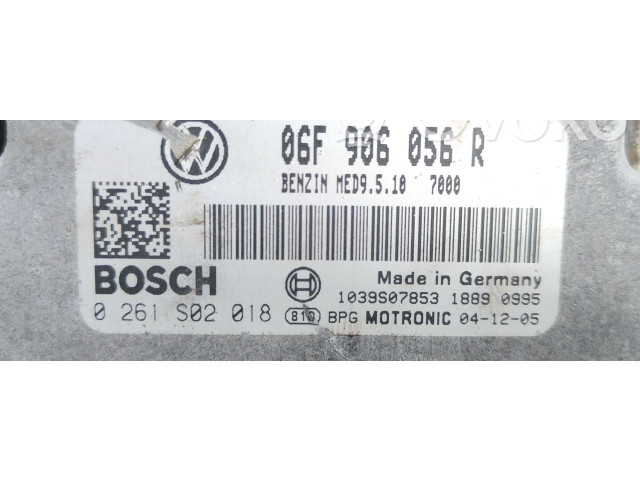 06F 906 056 R
BENZIN MED9.5.10 7000
BOSCH
Made in Germany
1039S07853 1889 0995
0 261 S02 018 810 BPG MOTRONIC 04-12-05